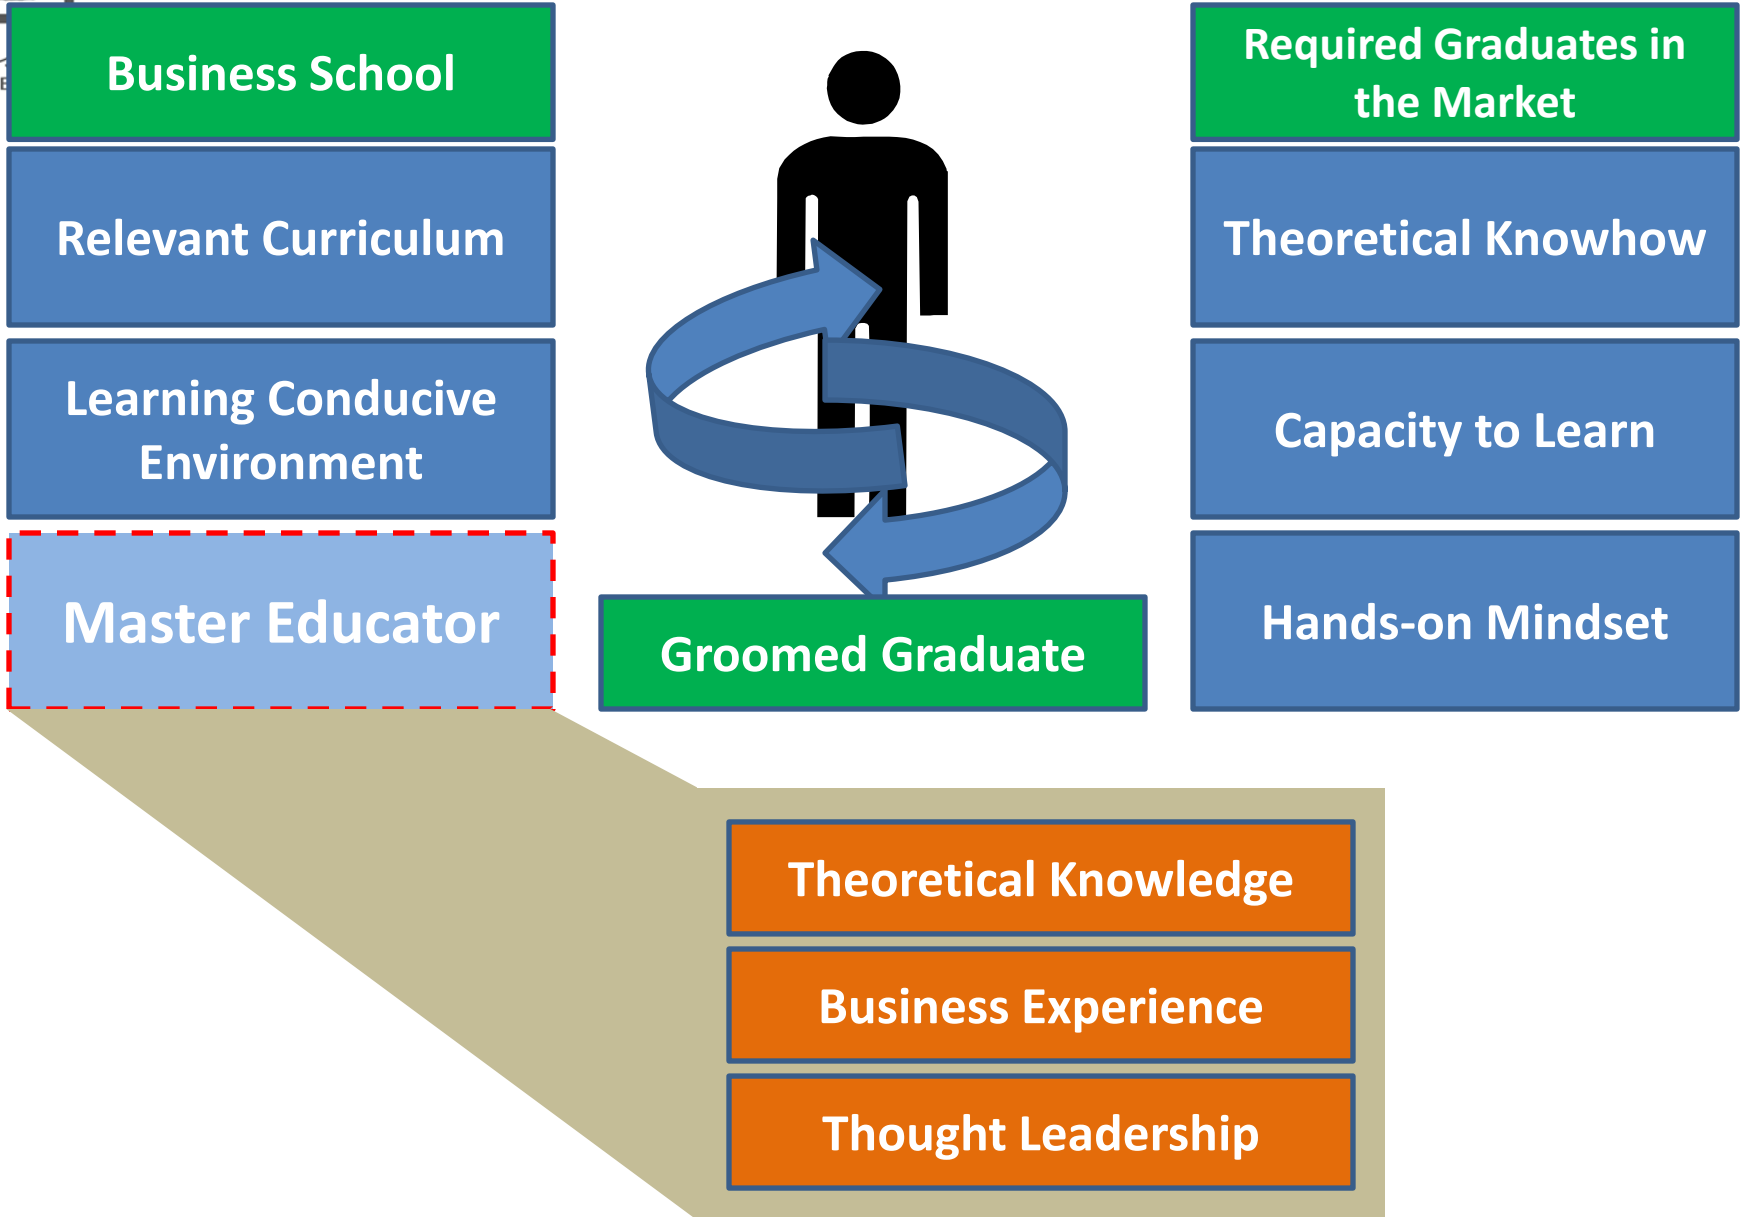 Business School
Relevant Curriculum
Learning Conducive
Environment
Master Educator
Groomed Graduate
Required Graduates in
the Market
Theoretical Knowhow
Capacity to Learn
Hands-on Mindset
Theoretical Knowledge
Business Experience
Thought Leadership